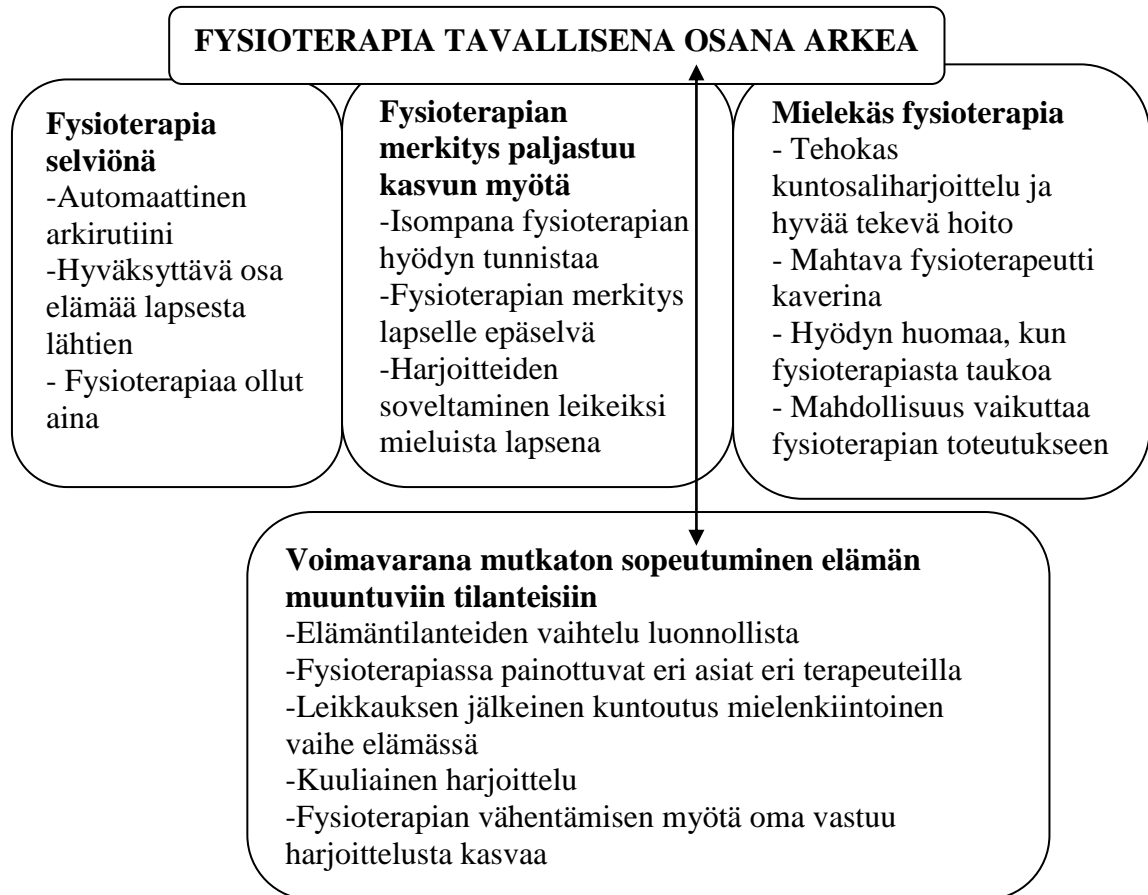 FYSIOTERAPIA TAVALLISENA OSANA ARKEA
Fysioterapia
selviönä
-Automaattinen
arkirutiini
-Hyväksyttävä osa
elämää lapsesta
lähtien
- Fysioterapiaa ollut
aina
Fysioterapian
merkitys paljastuu
kasvun myötä
-Isompana fysioterapian
hyödyn tunnistaa
-Fysioterapian merkitys
lapselle epäselvä
-Harjoitteiden
soveltaminen leikeiksi
mieluista lapsena
Mielekäs fysioterapia
- Tehokas
kuntosaliharjoittelu ja
hyvää tekevä hoito
- Mahtava fysioterapeutti
kaverina
- Hyödyn huomaa, kun
fysioterapiasta taukoa
- Mahdollisuus vaikuttaa
fysioterapian toteutukseen
Voimavarana mutkaton sopeutuminen elämän
muuntuviin tilanteisiin
-Elämäntilanteiden vaihtelu luonnollista
-Fysioterapiassa painottuvat eri asiat eri terapeuteilla
-Leikkauksen jälkeinen kuntoutus mielenkiintoinen
vaihe elämässä
-Kuuliainen harjoittelu
-Fysioterapian vähentämisen myötä oma vastuu
harjoittelusta kasvaa